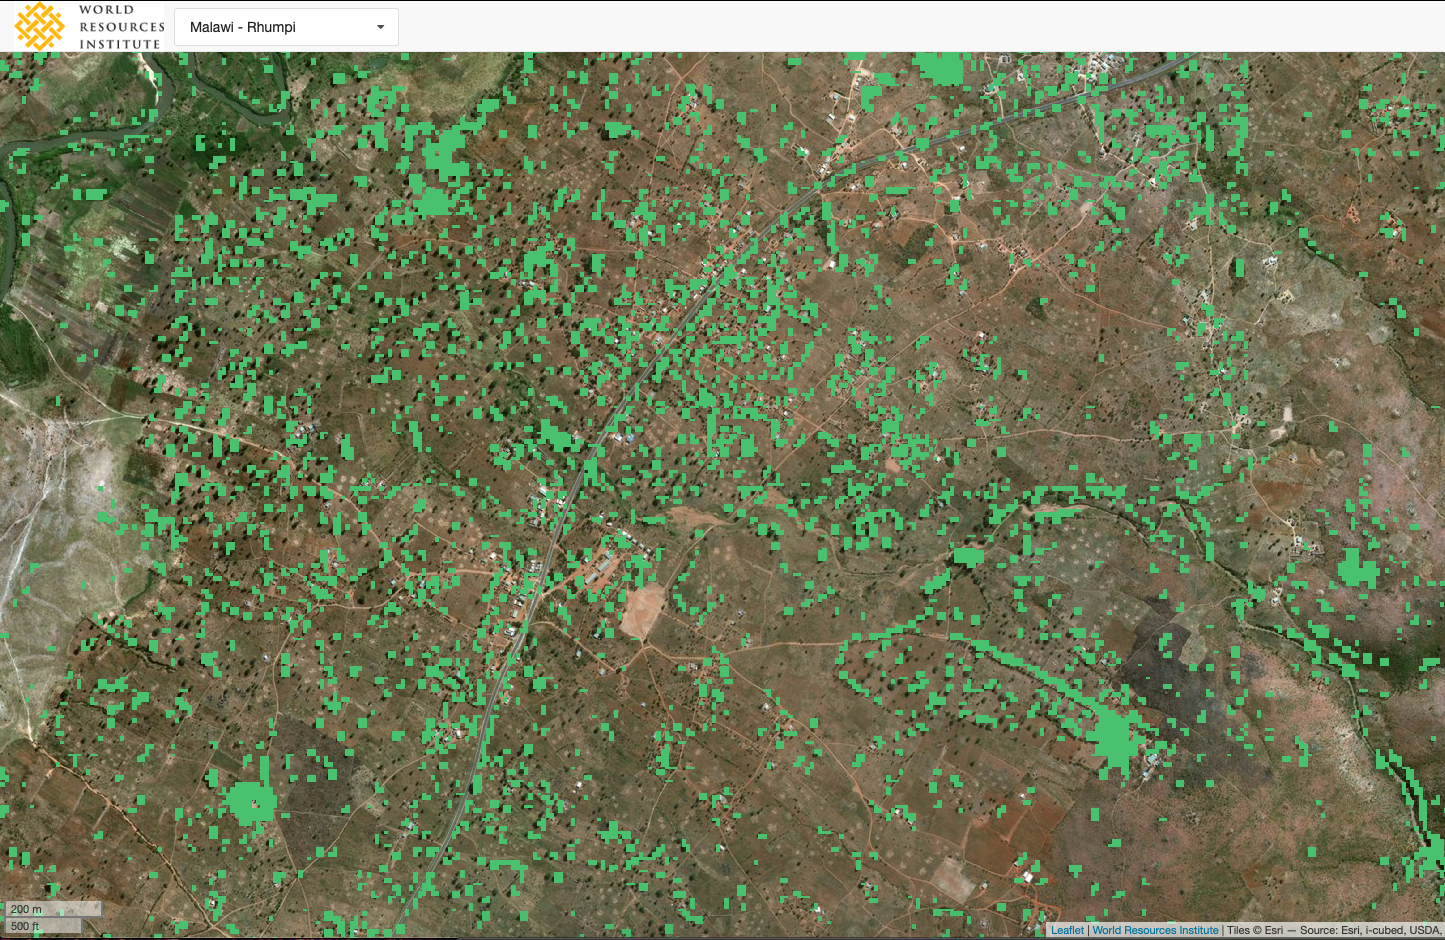 WORLD
RESOURCES
INSTITUTE
Malawi - Rhumpi
200 m
500 ft
Leaflet | World Resources Institute | Tiles © Esri — Source: Esri, i-cubed, USDA,